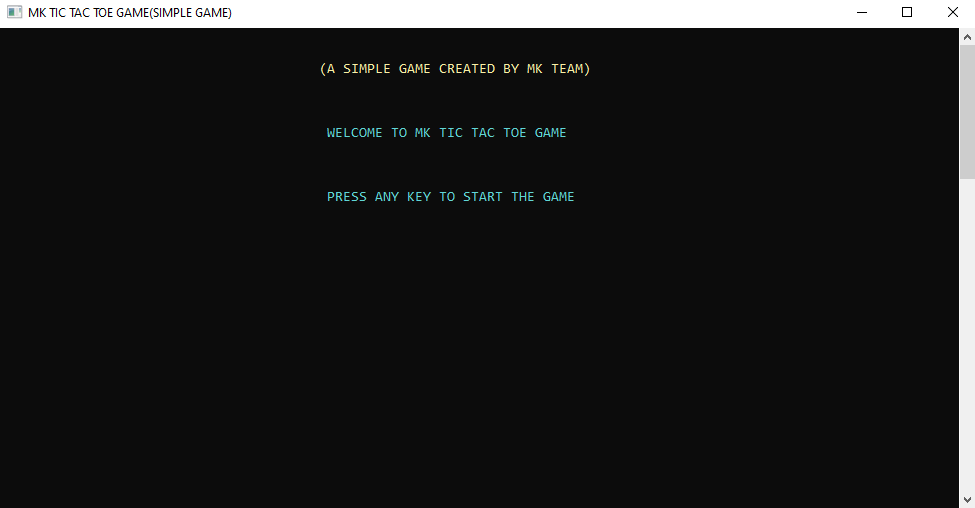 MK TIC TAC TOE GAME(SIMPLE GAME)
(A SIMPLE GAME CREATED BY MK TEAM)
WELCOME TO MK TIC TAC TOE GAME
PRESS ANY KEY TO START THE GAME